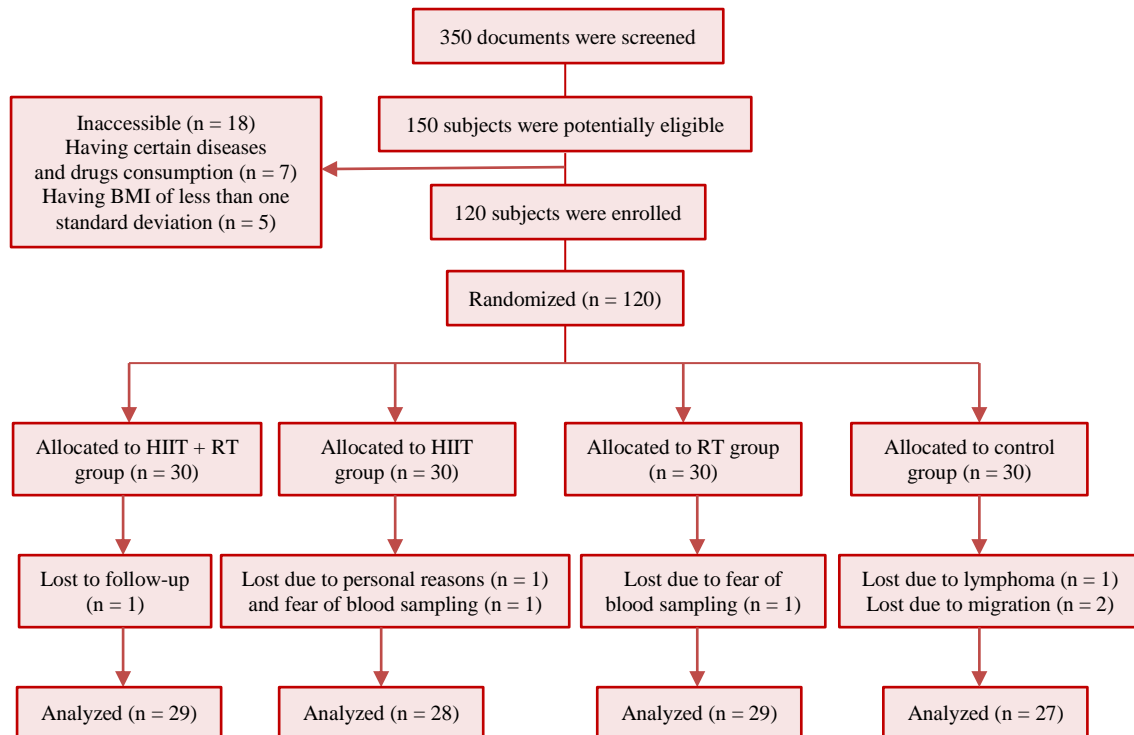 350 documents were screened
150 subjects were potentially eligible
Inaccessible (n = 18)
Having certain diseases
and drugs consumption (n = 7)
Having BMI of less than one
standard deviation (n = 5)
120 subjects were enrolled
Randomized (n = 120)
Allocated to HIIT + RT
group (n = 30)
Allocated to HIIT
group (n = 30)
Allocated to RT group
(n = 30)
Allocated to control
group (n = 30)
Lost to follow-up
(n = 1)
Lost due to personal reasons (n = 1)
and fear of blood sampling (n = 1)
Lost due to fear of
blood sampling (n = 1)
Lost due to lymphoma (n = 1)
Lost due to migration (n = 2)
Analyzed (n = 29)
Analyzed (n = 28)
Analyzed (n = 29)
Analyzed (n = 27)